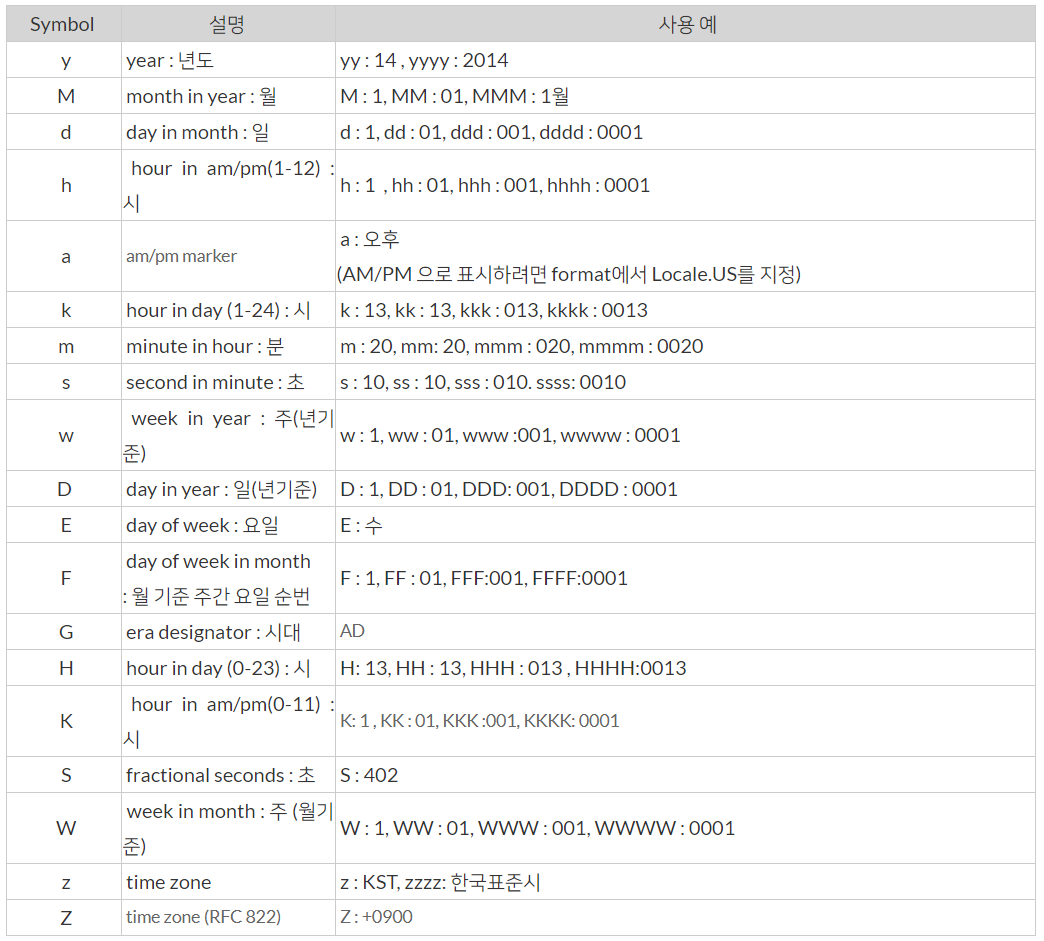 Symbol 설명 사용 예
y year : 년도 yy : 14 , yyyy : 2014
M month in year : 월 M : 1, MM : 01, MMM : 1월
d day in month : 일 d : 1, dd : 01, ddd : 001, dddd : 0001
h hour in am/pm(1-12) : h : 1 , hh : 01, hhh : 001, hhhh : 0001
시
a am/pm marker a : 오후
(AM/PM 으로 표시하려면 format에서 Locale.US를 지정)
k hour in day (1-24) : 시 k : 13, kk : 13, kkk : 013, kkkk : 0013
m minute in hour : 분 m : 20, mm: 20, mmm : 020, mmmm : 0020
s second in minute : 초 s : 10, ss : 10, sss : 010. ssss: 0010
w week in year : 주(년기 w : 1, ww : 01, www :001, wwww : 0001
준)
D day in year : 일(년기준) D : 1, DD : 01, DDD: 001, DDDD : 0001
E day of week : 요일 E : 수
F day of week in month F : 1, FF : 01, FFF:001, FFFF:0001
: 월 기준 주간 요일 순번
G era designator : 시대 AD
H hour in day (0-23) : 시 H: 13, HH : 13, HHH : 013 , HHHH:0013
K hour in am/pm(0-11) : K: 1 , KK : 01, KKK :001, KKKK: 0001
시
S fractional seconds : 초 S : 402
W week in month : 주 (월기 W : 1, WW : 01, WWW : 001, WWWW : 0001
준)
z time zone z : KST, zzzz: 한국표준시
Z time zone (RFC 822) Z : +0900